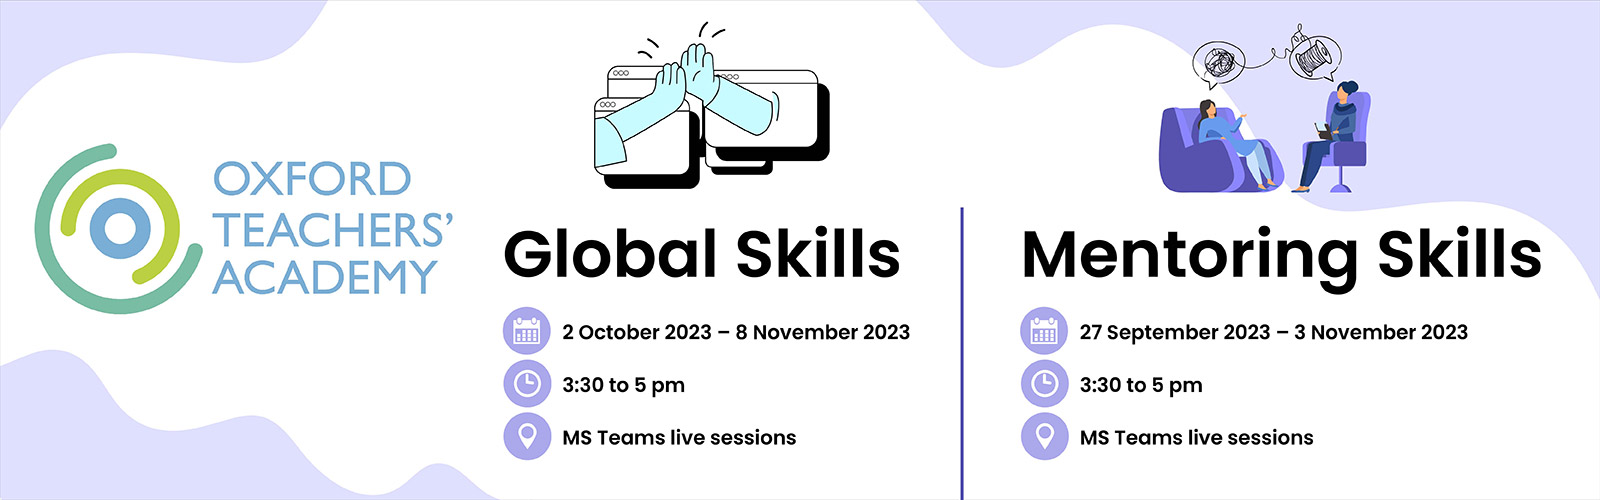 OXFORD
TEACHERS’
ACADEMY
Global Skills
2 October 2023 – 8 November 2023
3:30 to 5 pm
MS Teams live sessions
Mentoring Skills
27 September 2023 – 3 November 2023
3:30 to 5 pm
MS Teams live sessions